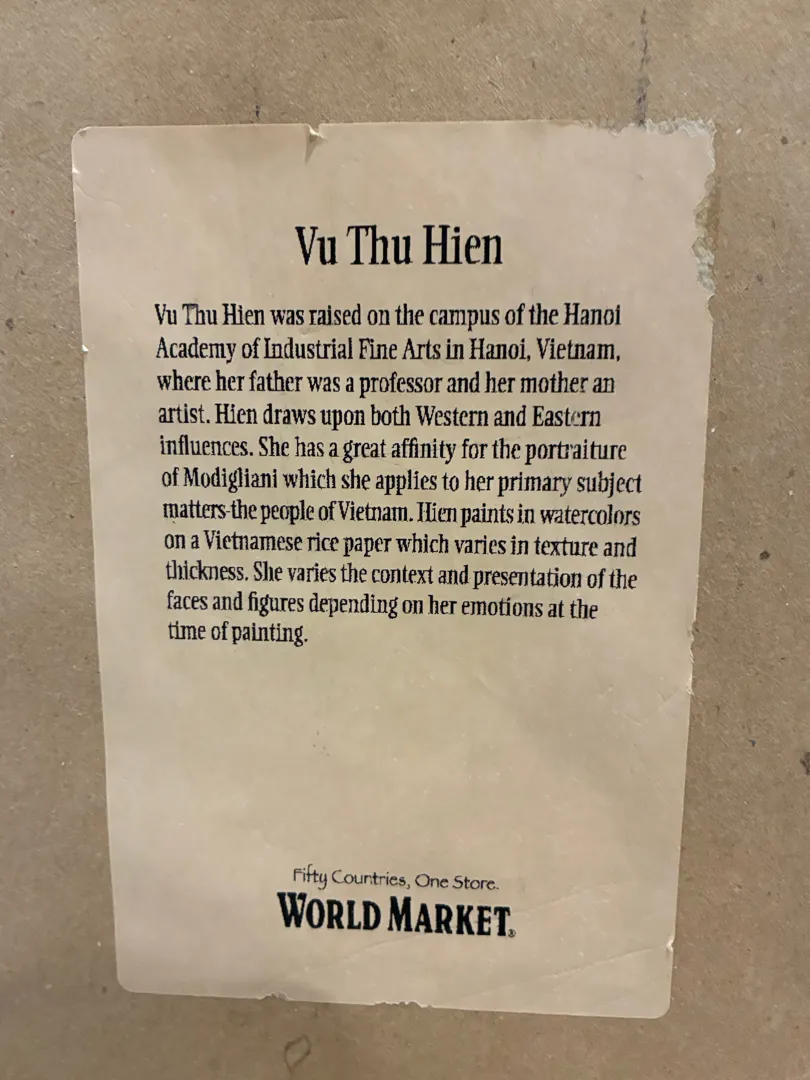 Vu Thu Hien
Vu Thu Hien was raised on the campus of the Hanoi
Academy of Industrial Fine Arts in Hanoi, Vietnam,
where her father was a professor and her mother an
artist. Hien draws upon both Western and Eastern
influences. She has a great affinity for the portraiture
of Modigliani which she applies to her primary subject
matters-the people of Vietnam. Hien paints in watercolors
on a Vietnamese rice paper which varies in texture and
thickness. She varies the context and presentation of the
faces and figures depending on her emotions at the
time of painting.
Fifty Countries, One Store.
WORLD MARKET®